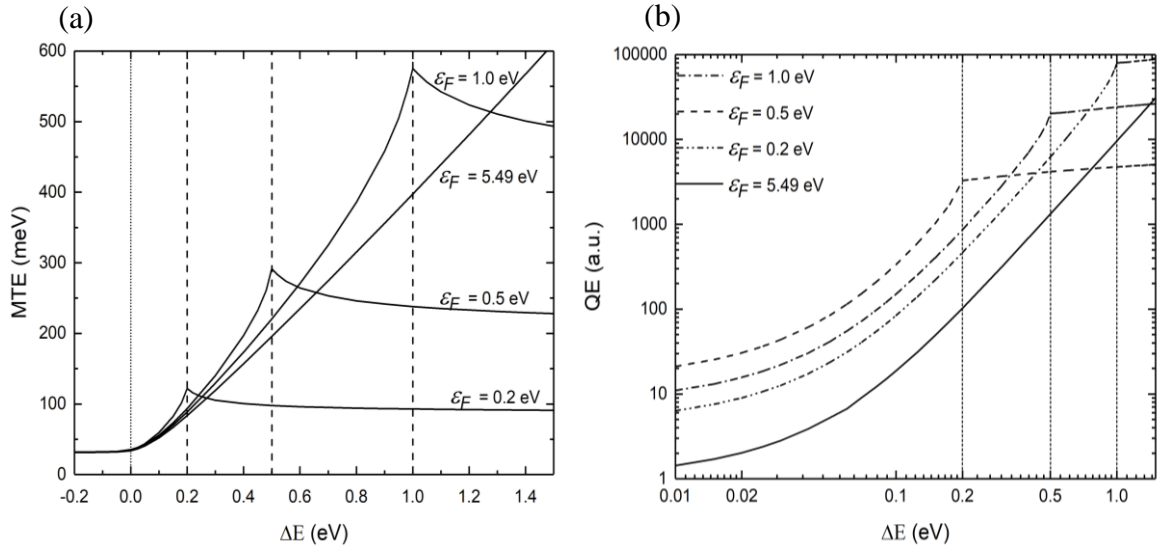 (a)
600
500
400
300
200
100
0
MTE (meV)
εF = 1.0 eV
εF = 5.49 eV
εF = 0.5 eV
εF = 0.2 eV
-0.2 0.0 0.2 0.4 0.6 0.8 1.0 1.2 1.4
ΔE (eV)
(b)
100000
10000
1000
100
10
1
QE (a.u.)
εF = 1.0 eV
εF = 0.5 eV
εF = 0.2 eV
εF = 5.49 eV
0.01 0.02 0.1 0.2 0.5 1.0
ΔE (eV)